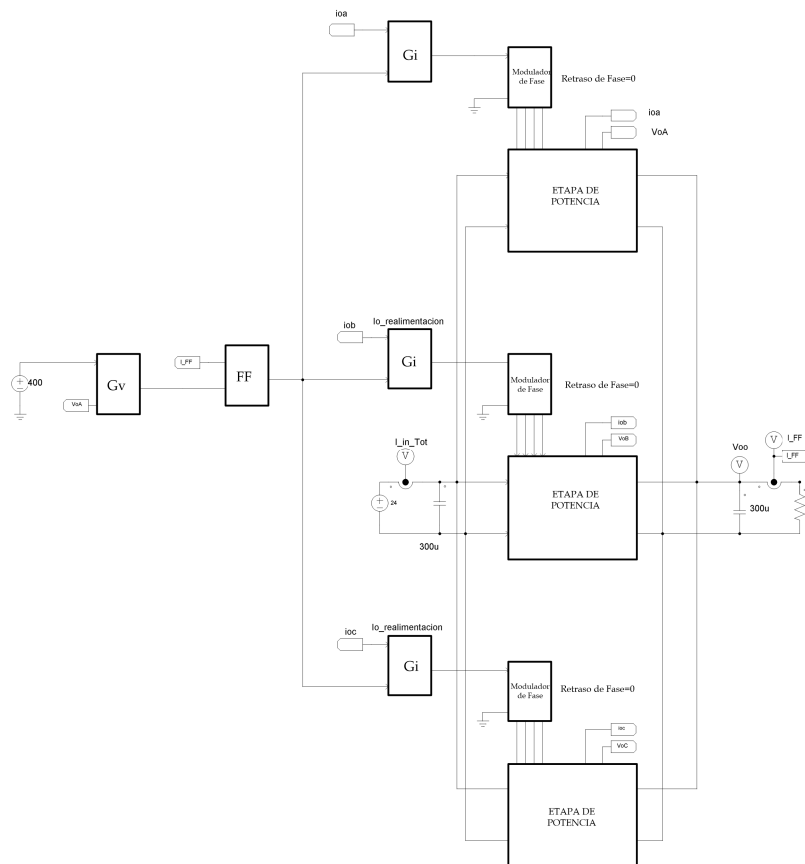 ioa
Gi
Modulador
de Fase
Retraso de Fase=0
ioa
VoA
ETAPA DE
POTENCIA
iob
Io_realimentacion
Gi
Modulador
de Fase
Retraso de Fase=0
400
Gv
VoA
I_FF
FF
iob
VoB
I_in_Tot
V
24
300u
ETAPA DE
POTENCIA
Voo
V
V
I_FF
I_FF
300u
ioc
Io_realimentacion
Gi
Modulador
de Fase
Retraso de Fase=0
ioc
VoC
ETAPA DE
POTENCIA